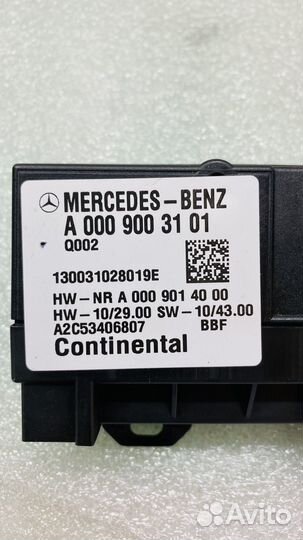 MERCEDES-BENZ
A 000 900 31 01
Q002
130031028019E
HW-NR A 000 901 40 00
HW-10/29.00 SW-10/43.00
A2C53406807 BBF
Continental
Avito